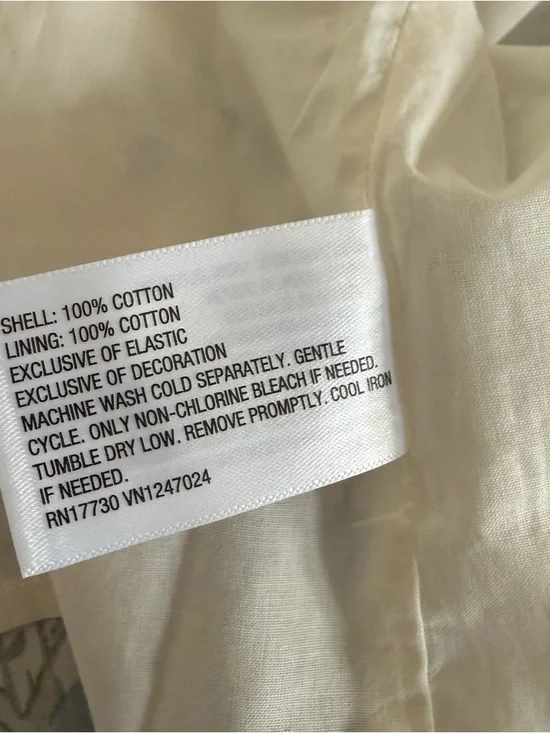 SHELL: 100% COTTON
LINING: 100% COTTON
EXCLUSIVE OF ELASTIC
EXCLUSIVE OF DECORATION
MACHINE WASH COLD SEPARATELY. GENTLE
CYCLE. ONLY NON-CHLORINE BLEACH IF NEEDED.
TUMBLE DRY LOW. REMOVE PROMPTLY. COOL IRON
IF NEEDED.
RN17730 VN1247024